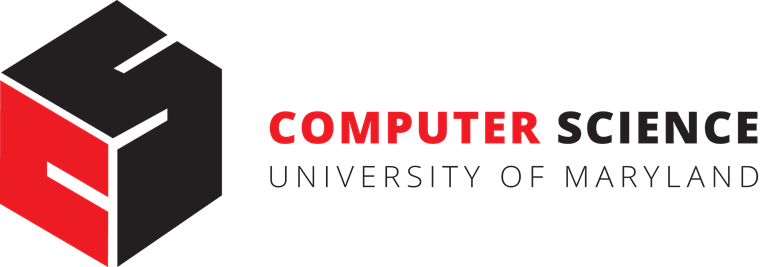 COMPUTER SCIENCE
UNIVERSITY OF MARYLAND